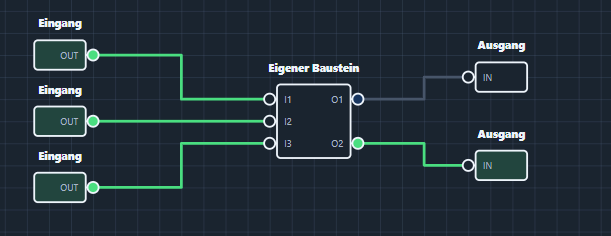 Eingang
OUT
Eingang
OUT
Eingang
OUT
Eigener Baustein
I1 O1
I2
I3 O2
Ausgang
IN
Ausgang
IN